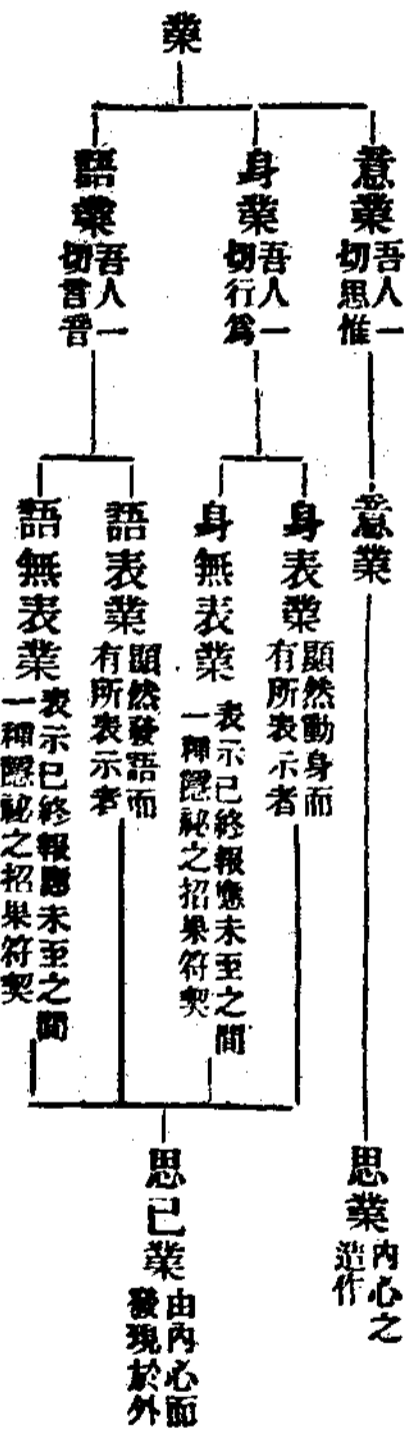 業
意業
吾人一
切思惟
身業
吾人一
切行爲
語業
吾人一
切言音
意業
身表業
顯然動身而
有所表示者
身無表業
表示已終報應未至之間
一種隱祕之招果符契
語表業
顯然發語而
有所表示者
語無表業
表示已終報應未至之間
一種隱祕之招果符契
思業
內心之
造作
思已業
由內心而
發現於外